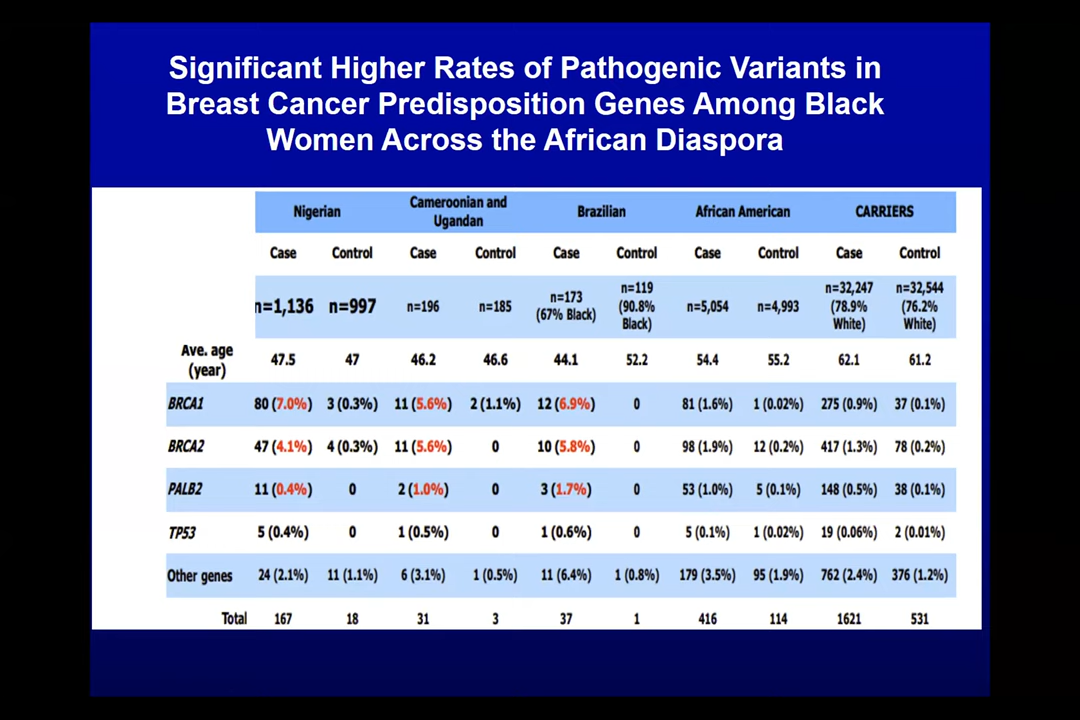 Significant Higher Rates of Pathogenic Variants in
Breast Cancer Predisposition Genes Among Black
Women Across the African Diaspora
Nigerian Cameroonian and Ugandan Brazilian African American CARRIERS
Case Control Case Control Case Control Case Control Case Control
n=1,136 n=997 n=196 n=185 n=173 (67% Black) n=119 (90.8% Black) n=5,054 n=4,993 n=32,247 (78.9% White) n=32,544 (76.2% White)
Ave. age (year) 47.5 47 46.2 46.6 44.1 52.2 54.4 55.2 62.1 61.2
BRCA1 80 (7.0%) 3 (0.3%) 11 (5.6%) 2 (1.1%) 12 (6.9%) 0 81 (1.6%) 1 (0.02%) 275 (0.9%) 37 (0.1%)
BRCA2 47 (4.1%) 4 (0.3%) 11 (5.6%) 0 10 (5.8%) 0 98 (1.9%) 12 (0.2%) 417 (1.3%) 78 (0.2%)
PALB2 11 (0.4%) 0 2 (1.0%) 0 3 (1.7%) 0 53 (1.0%) 5 (0.1%) 148 (0.5%) 38 (0.1%)
TP53 5 (0.4%) 0 1 (0.5%) 0 1 (0.6%) 0 5 (0.1%) 1 (0.02%) 19 (0.06%) 2 (0.01%)
Other genes 24 (2.1%) 11 (1.1%) 6 (3.1%) 1 (0.5%) 11 (6.4%) 1 (0.8%) 179 (3.5%) 95 (1.9%) 762 (2.4%) 376 (1.2%)
Total 167 18 31 3 37 1 416 114 1621 531